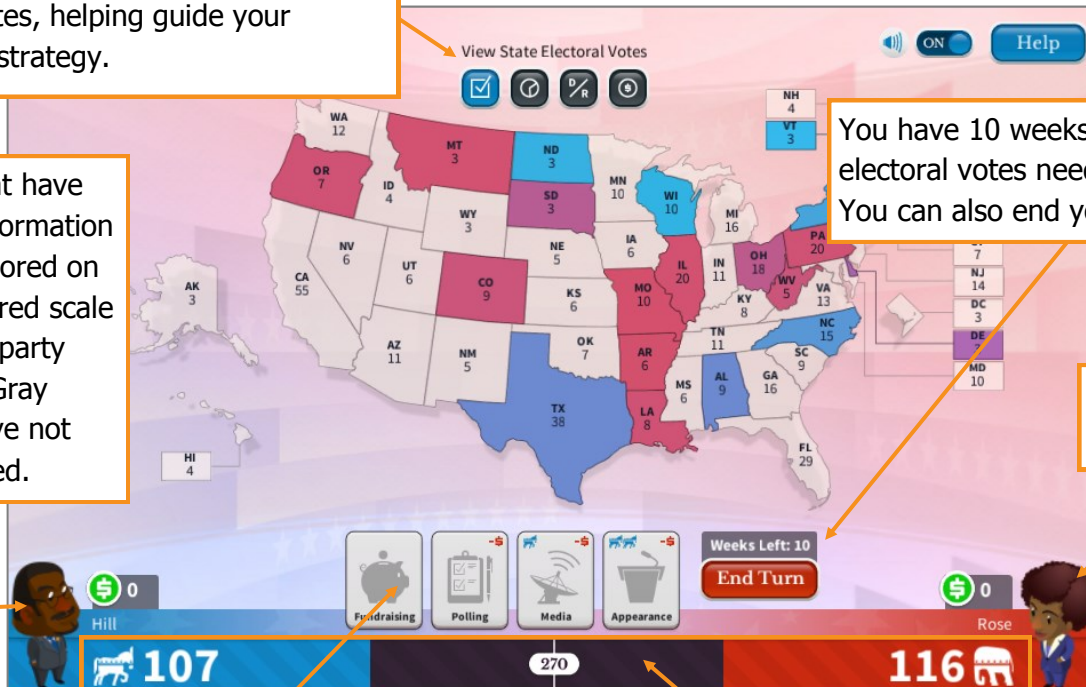 tes, helping guide your
strategy.
View State Electoral Votes
D/R
$
ON
Help
You have 10 weeks
electoral votes need
You can also end yo
t have
formation
ored on
red scale
party
Gray
ve not
ed.
WA
12
OR
7
MT
3
ID
4
ND
3
SD
3
MN
10
WI
10
MI
16
NH
4
VT
3
WY
3
NV
6
UT
6
CA
55
CO
9
NE
5
IA
6
KS
6
MO
10
IL
20
IN
11
OH
18
PA
20
WV
5
VA
13
KY
8
NC
15
TN
11
SC
9
AZ
11
NM
5
OK
7
AR
6
TX
38
LA
8
MS
6
AL
9
GA
16
FL
29
AK
3
HI
4
7
NJ
14
DC
3
DE
MD
10
-$
-$
-$
Fundraising
Polling
Media
Appearance
Weeks Left: 10
End Turn
$ 0
Hill
107
270
$ 0
Rose
116